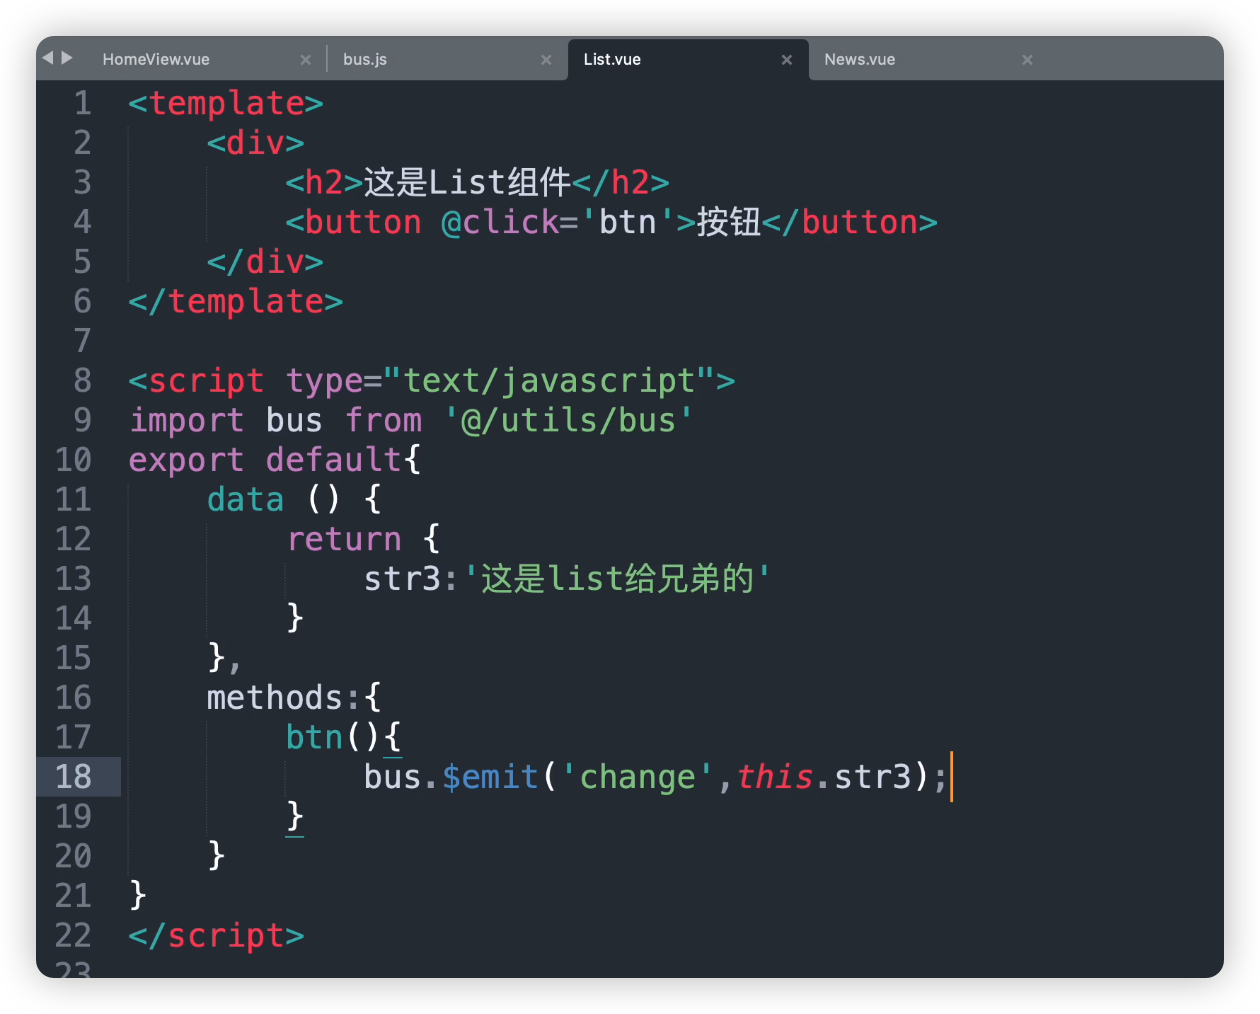 HomeView.vue bus.js List.vue News.vue
1 <template>
2 <div>
3 <h2>这是List组件</h2>
4 <button @click='btn'>按钮</button>
5 </div>
6 </template>
7
8 <script type="text/javascript">
9 import bus from '@/utils/bus'
10 export default{
11 data () {
12 return {
13 str3:'这是list给兄弟的'
14 }
15 },
16 methods:{
17 btn(){
18 bus.$emit('change',this.str3);
19 }
20 }
21 }
22 </script>
23